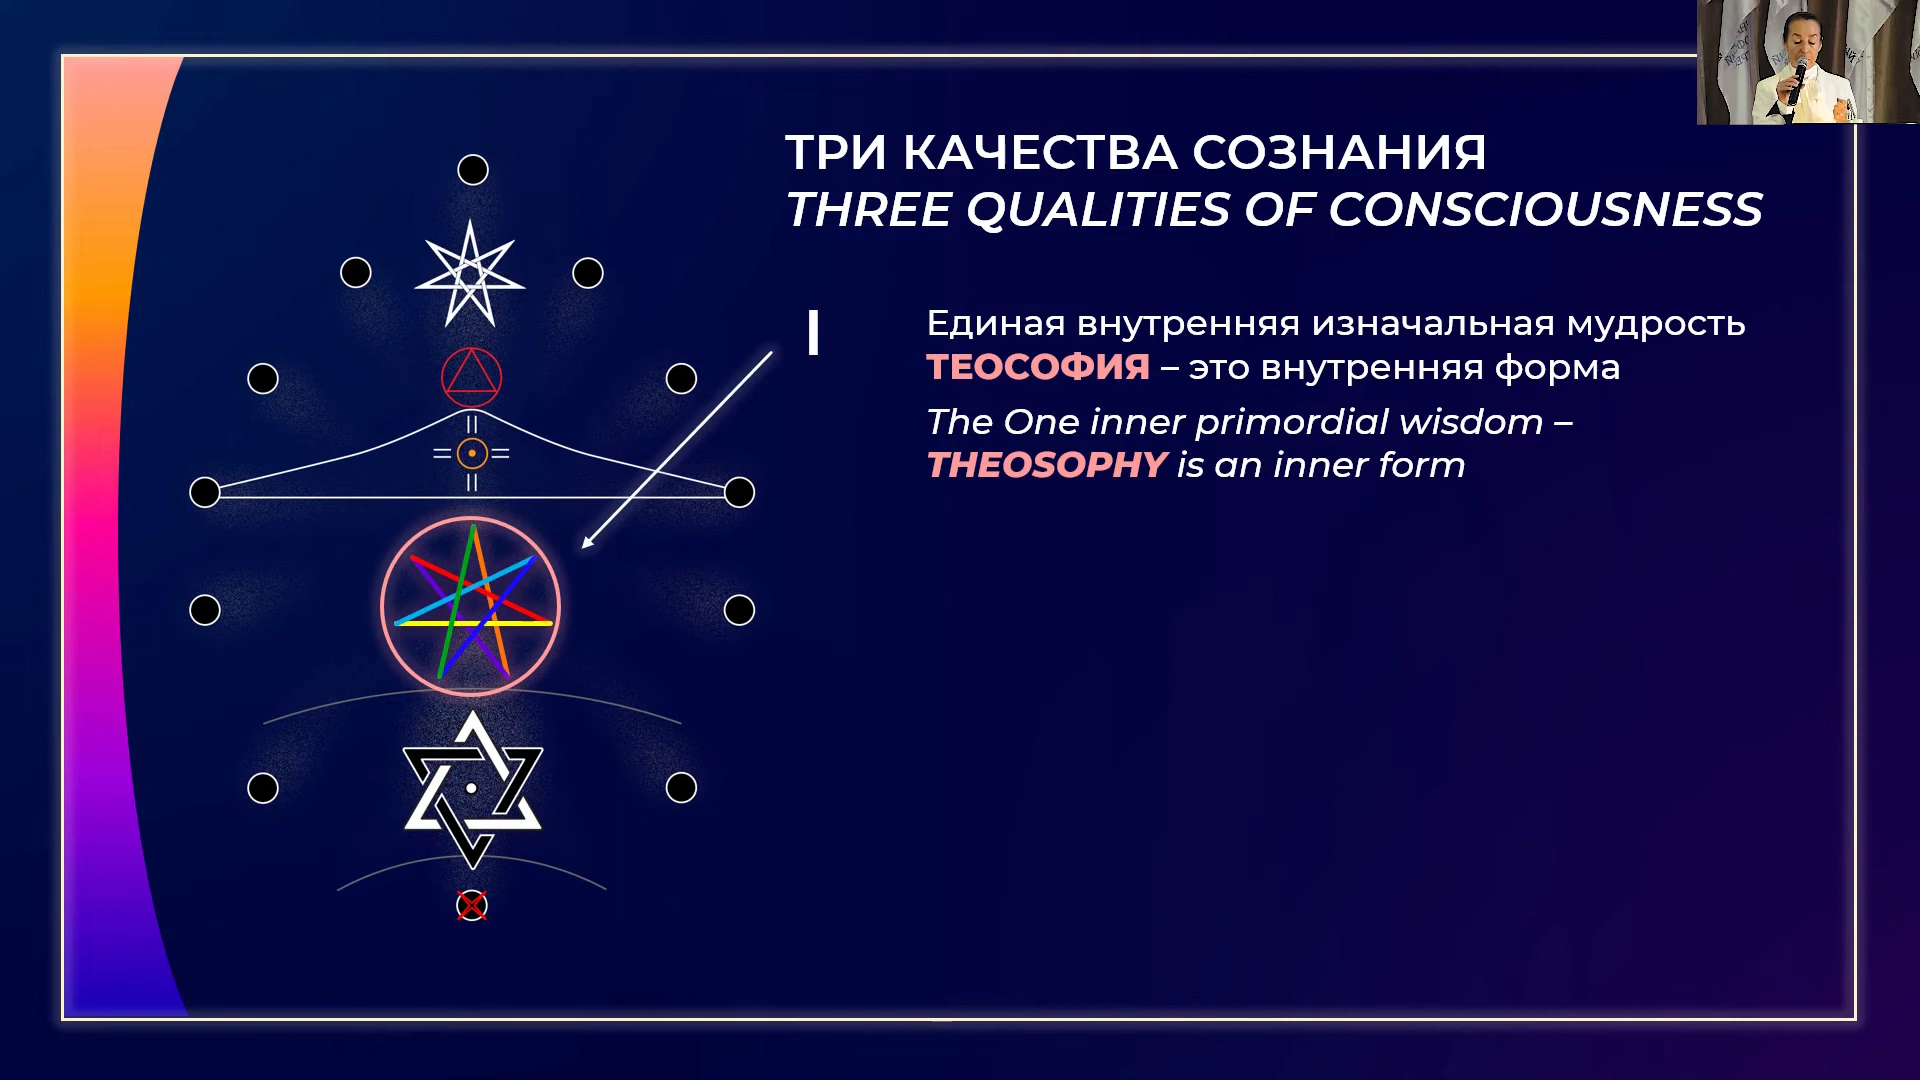 ТРИ КАЧЕСТВА СОЗНАНИЯ
THREE QUALITIES OF CONSCIOUSNESS
I
Единая внутренняя изначальная мудрость
ТЕОСОФИЯ – это внутренняя форма
The One inner primordial wisdom –
THEOSOPHY is an inner form